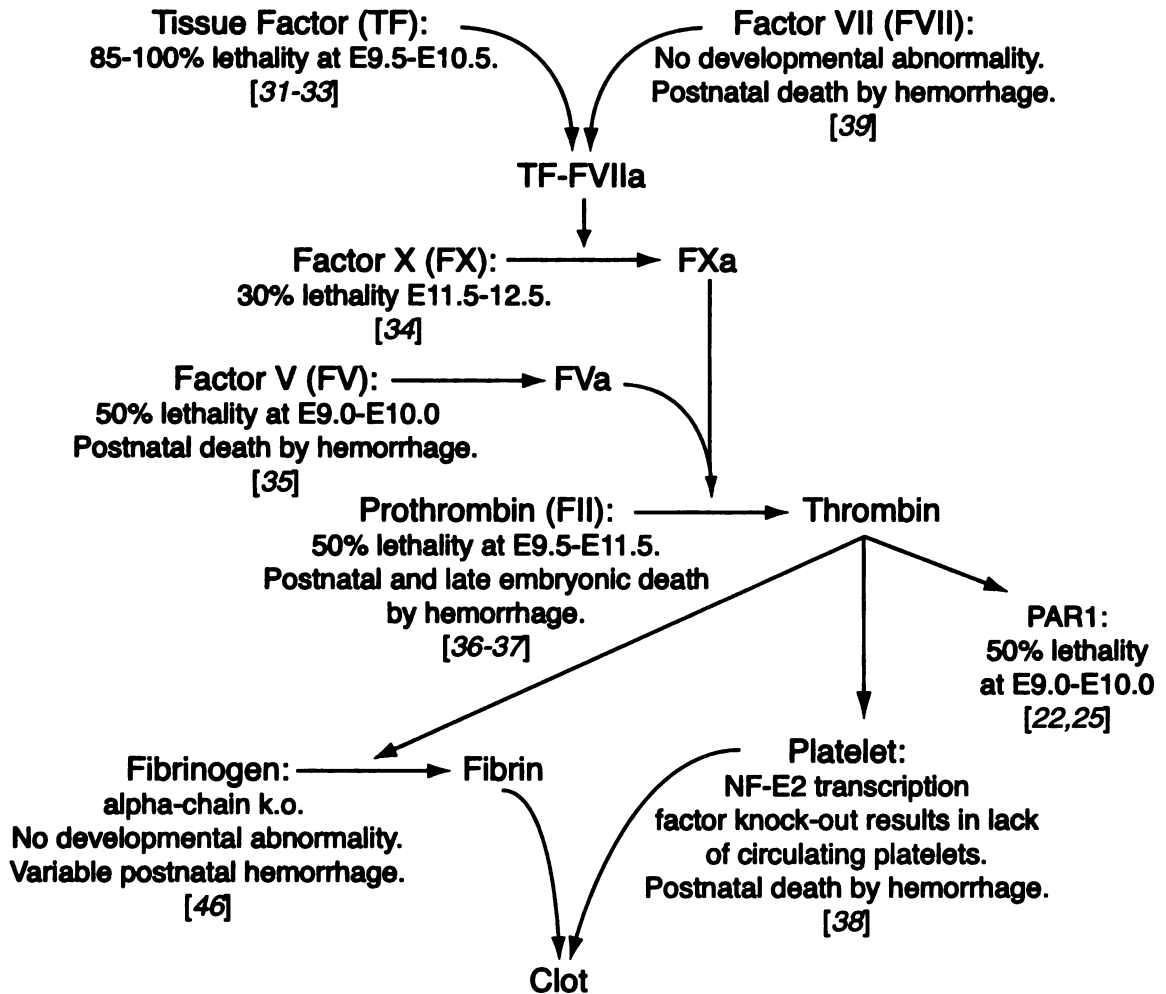 Tissue Factor (TF):
85-100% lethality at E9.5-E10.5.
[31-33]
Factor VII (FVII):
No developmental abnormality.
Postnatal death by hemorrhage.
[39]
TF-FVIIa
Factor X (FX):
30% lethality E11.5-12.5.
[34]
FXa
Factor V (FV):
50% lethality at E9.0-E10.0
Postnatal death by hemorrhage.
[35]
FVa
Prothrombin (FII):
50% lethality at E9.5-E11.5.
Postnatal and late embryonic death
by hemorrhage.
[36-37]
Thrombin
PAR1:
50% lethality
at E9.0-E10.0
[22,25]
Fibrinogen:
alpha-chain k.o.
No developmental abnormality.
Variable postnatal hemorrhage.
[46]
Fibrin
Platelet:
NF-E2 transcription
factor knock-out results in lack
of circulating platelets.
Postnatal death by hemorrhage.
[38]
Clot